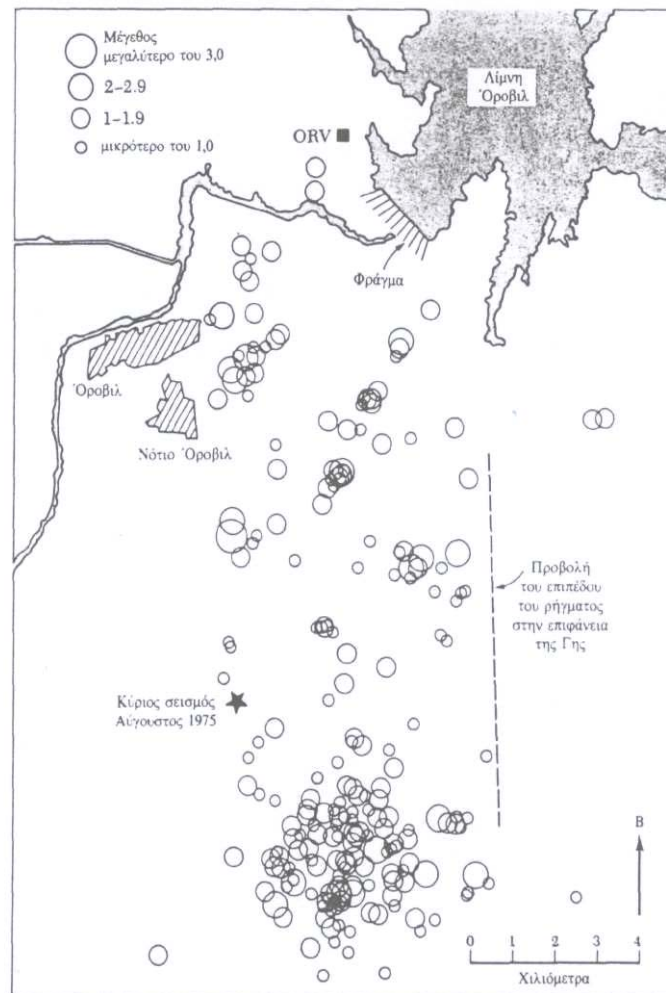 Μέγεθος
μεγαλύτερο του 3,0
2–2.9
1–1.9
μικρότερο του 1,0
ORV
Λίμνη
Όροβιλ
Φράγμα
Όροβιλ
Νότιο Όροβιλ
Προβολή
του επιπέδου
του ρήγματος
στην επιφάνεια
της Γης
Κύριος σεισμός
Αύγουστος 1975
Β
0 1 2 3 4
Χιλιόμετρα